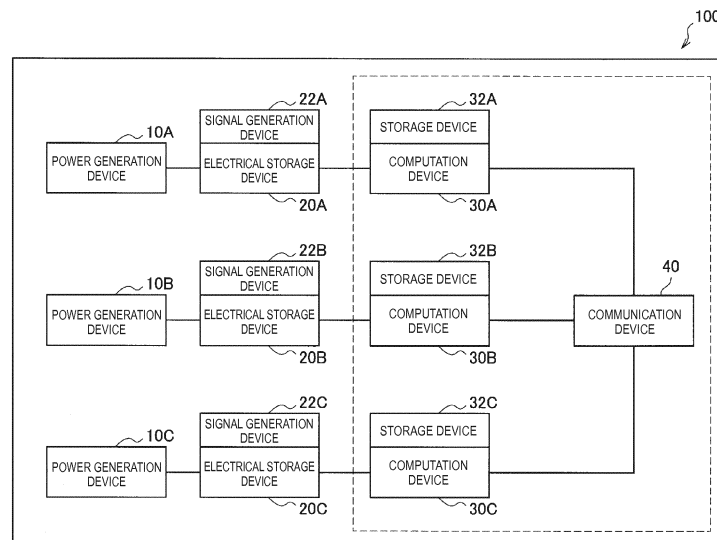 100
22A
SIGNAL GENERATION
DEVICE
32A
STORAGE DEVICE
10A
POWER GENERATION
DEVICE
ELECTRICAL STORAGE
DEVICE
COMPUTATION
DEVICE
20A
30A
22B
SIGNAL GENERATION
DEVICE
32B
STORAGE DEVICE
10B
POWER GENERATION
DEVICE
ELECTRICAL STORAGE
DEVICE
COMPUTATION
DEVICE
40
COMMUNICATION
DEVICE
20B
30B
22C
SIGNAL GENERATION
DEVICE
32C
STORAGE DEVICE
10C
POWER GENERATION
DEVICE
ELECTRICAL STORAGE
DEVICE
COMPUTATION
DEVICE
20C
30C